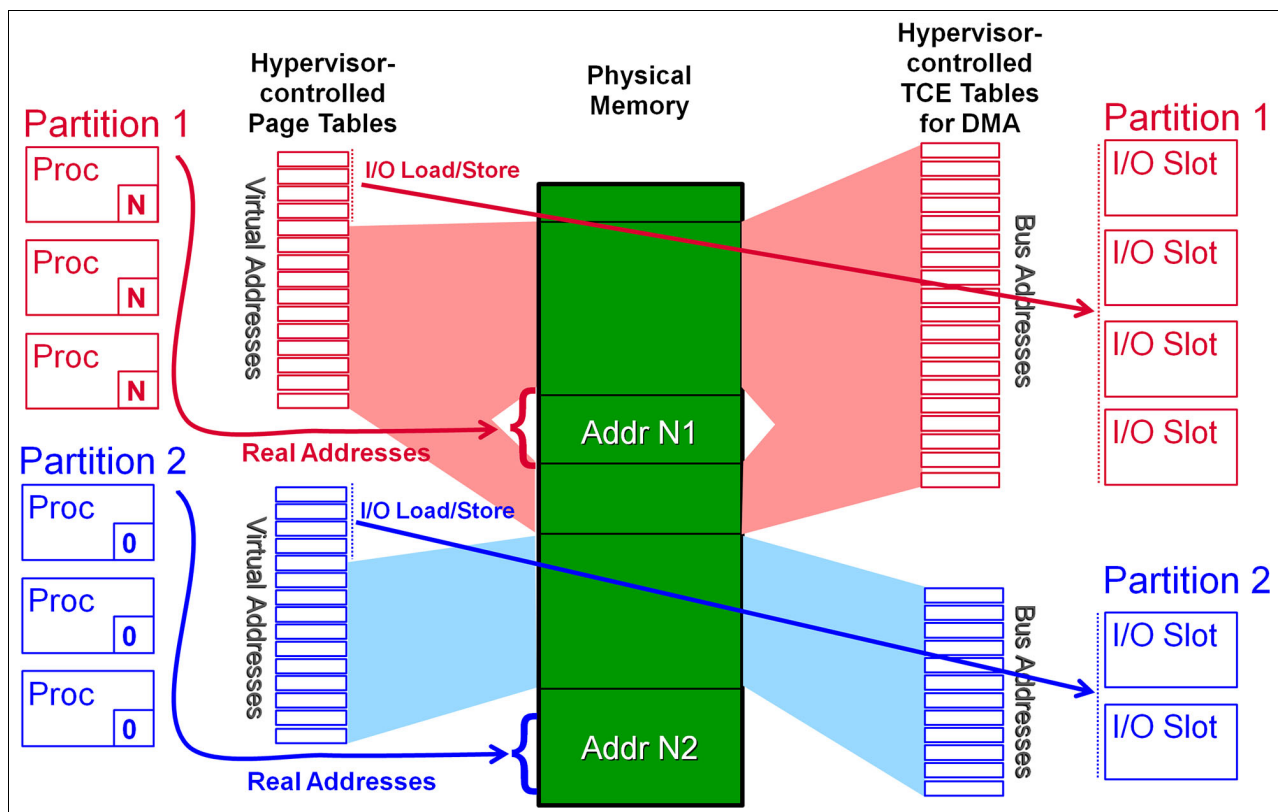 Hypervisor-
controlled
Page Tables
Physical
Memory
Hypervisor-
controlled
TCE Tables
for DMA
Partition 1
Proc
N
Proc
N
Proc
N
Virtual Addresses
I/O Load/Store
Real Addresses
Addr N1
Bus Addresses
Partition 1
I/O Slot
I/O Slot
I/O Slot
I/O Slot
Partition 2
Proc
0
Proc
0
Proc
0
Virtual Addresses
I/O Load/Store
Real Addresses
Addr N2
Bus Addresses
Partition 2
I/O Slot
I/O Slot